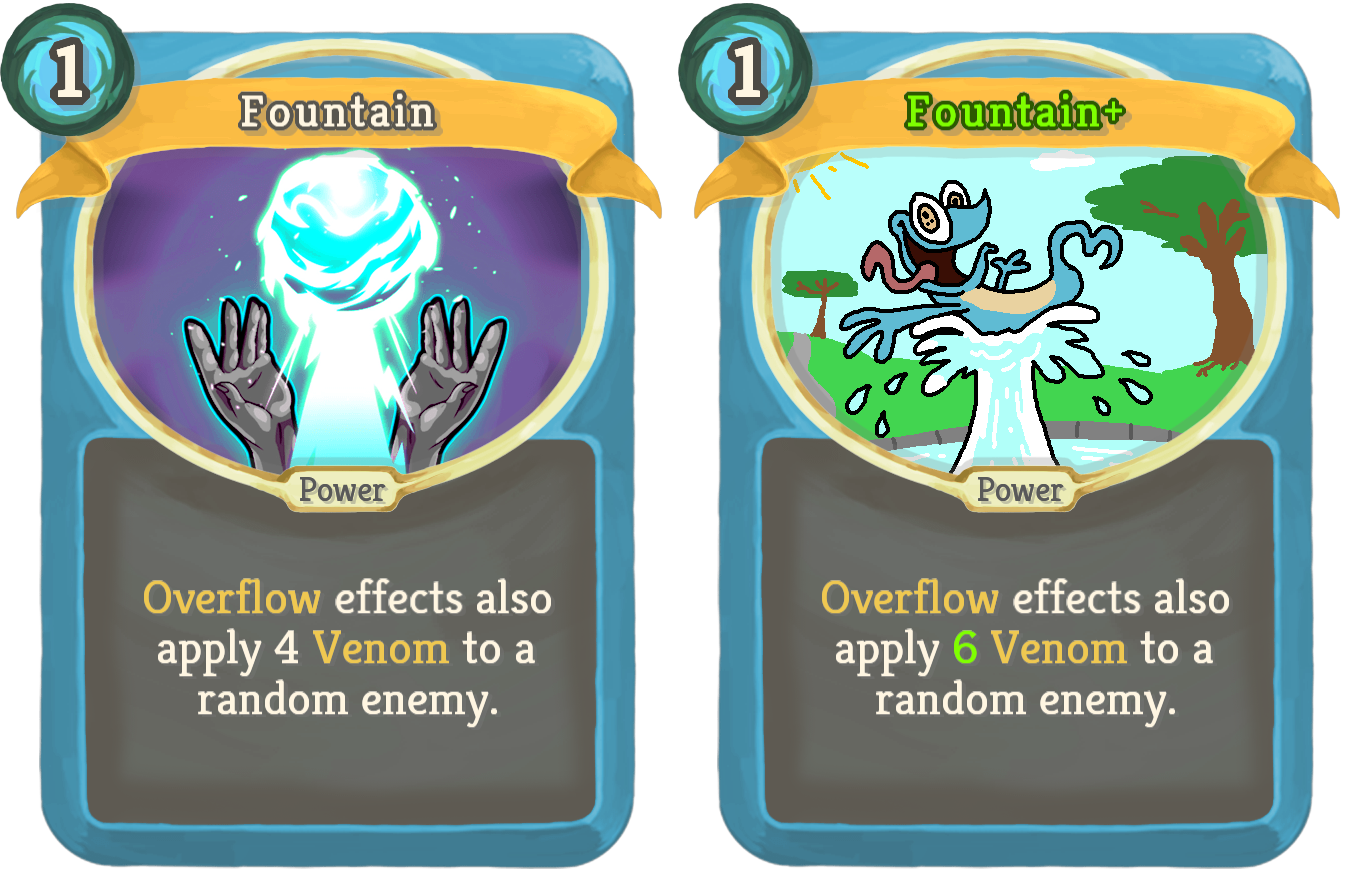 1
Fountain
Power
Overflow effects also
apply 4 Venom to a
random enemy.
1
Fountain+
Power
Overflow effects also
apply 6 Venom to a
random enemy.